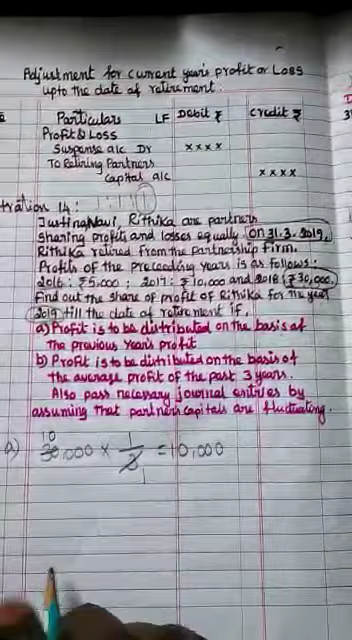 Adjustment for current year's profit or Loss
upto the date of retirement.
Particulars LF Debit ₹ Credit ₹
Profit & Loss
Suspense a/c Dr xxxx
To Retiring Partners
Capital a/c xxxx
tration 14:
Justina, Navi, Rithika are partners
Sharing profits and losses equally on 31.3.2019,
Rithika retired from the partnership firm.
Profits of the preceeding years is as follows:
2016: ₹5,000; 2017: ₹10,000 and 2018 ₹30,000.
Find out the share of profit of Rithika for the year
2019 till the date of retirement if,
a) Profit is to be distributed on the basis of
the previous year's profit
b) Profit is to be distributed on the basis of
the average profit of the past 3 years.
Also pass necessary journal entries by
assuming that partners capitals are fluctuating.
a) 30,000 × 1/3 = 10,000
10
1